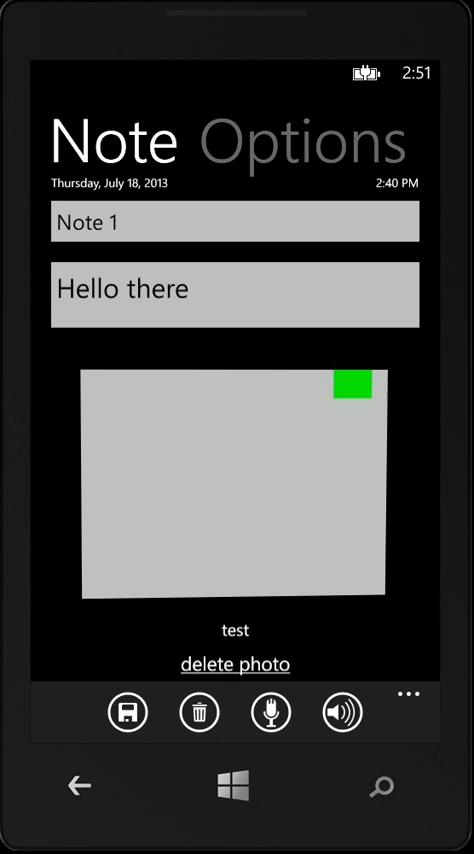 2:51
Note Options
Thursday, July 18, 2013 2:40 PM
Note 1
Hello there
test
delete photo